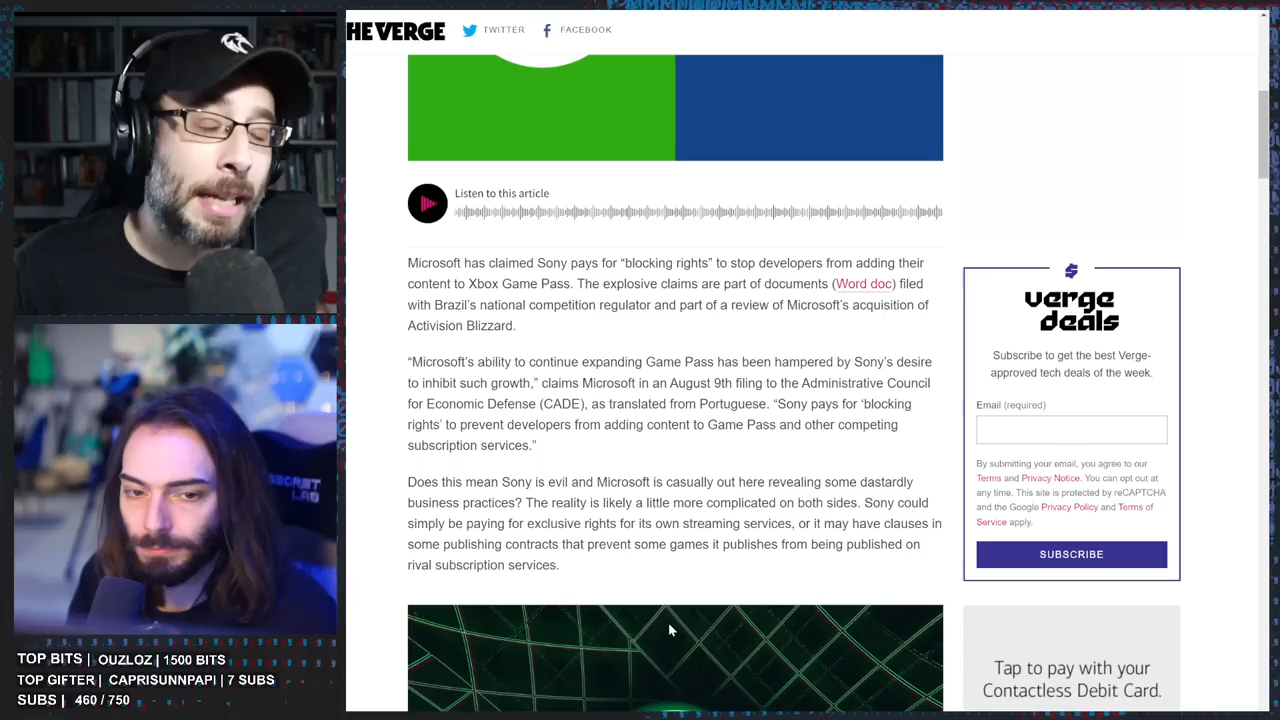 HE VERGE
TWITTER
FACEBOOK
Listen to this article
Microsoft has claimed Sony pays for “blocking rights” to stop developers from adding their
content to Xbox Game Pass. The explosive claims are part of documents (Word doc) filed
with Brazil’s national competition regulator and part of a review of Microsoft’s acquisition of
Activision Blizzard.
“Microsoft’s ability to continue expanding Game Pass has been hampered by Sony’s desire
to inhibit such growth,” claims Microsoft in an August 9th filing to the Administrative Council
for Economic Defense (CADE), as translated from Portuguese. “Sony pays for ‘blocking
rights’ to prevent developers from adding content to Game Pass and other competing
subscription services.”
Does this mean Sony is evil and Microsoft is casually out here revealing some dastardly
business practices? The reality is likely a little more complicated on both sides. Sony could
simply be paying for exclusive rights for its own streaming services, or it may have clauses in
some publishing contracts that prevent some games it publishes from being published on
rival subscription services.
verge
deals
Subscribe to get the best Verge-
approved tech deals of the week.
Email (required)
By submitting your email, you agree to our
Terms and Privacy Notice. You can opt out at
any time. This site is protected by reCAPTCHA
and the Google Privacy Policy and Terms of
Service apply.
SUBSCRIBE
Tap to pay with your
Contactless Debit Card.
TOP BITS | OUZLOZ | 1500 BITS
TOP GIFTER | CAPRISUNNPAPI | 7 SUBS
SUBS | 460 / 750